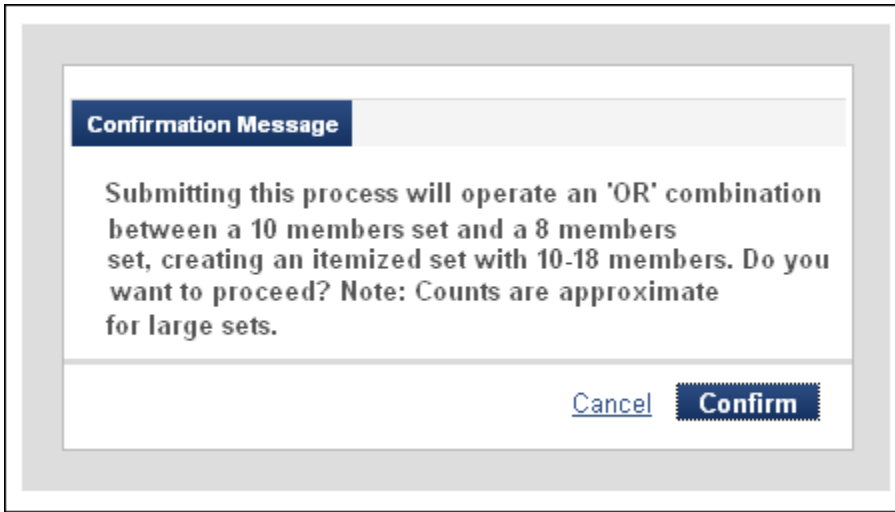 Confirmation Message
Submitting this process will operate an 'OR' combination
between a 10 members set and a 8 members
set, creating an itemized set with 10-18 members. Do you
want to proceed? Note: Counts are approximate
for large sets.
Cancel Confirm